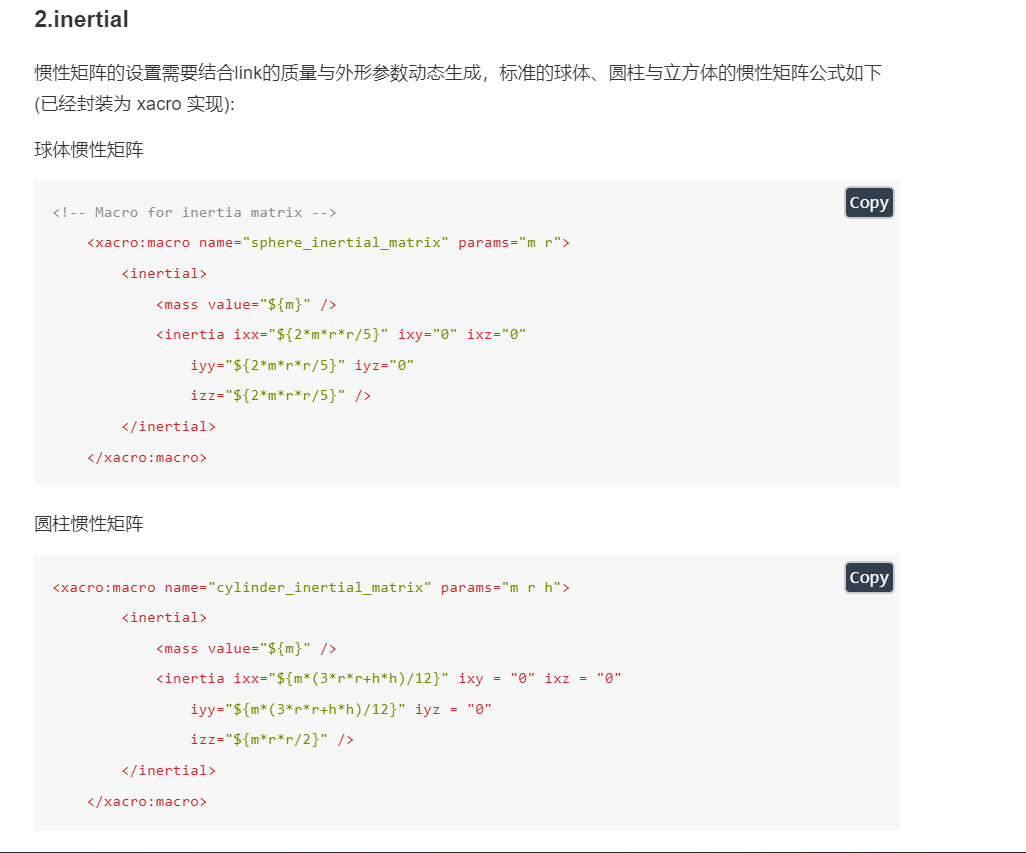 2.inertial
惯性矩阵的设置需要结合link的质量与外形参数动态生成，标准的球体、圆柱与立方体的惯性矩阵公式如下
(已经封装为 xacro 实现):
球体惯性矩阵
Copy
<!-- Macro for inertia matrix -->
    <xacro:macro name="sphere_inertial_matrix" params="m r">
        <inertial>
            <mass value="${m}" />
            <inertia ixx="${2*m*r*r/5}" ixy="0" ixz="0"
                iyy="${2*m*r*r/5}" iyz="0"
                izz="${2*m*r*r/5}" />
        </inertial>
    </xacro:macro>
圆柱惯性矩阵
Copy
<xacro:macro name="cylinder_inertial_matrix" params="m r h">
        <inertial>
            <mass value="${m}" />
            <inertia ixx="${m*(3*r*r+h*h)/12}" ixy = "0" ixz = "0"
                iyy="${m*(3*r*r+h*h)/12}" iyz = "0"
                izz="${m*r*r/2}" />
        </inertial>
    </xacro:macro>